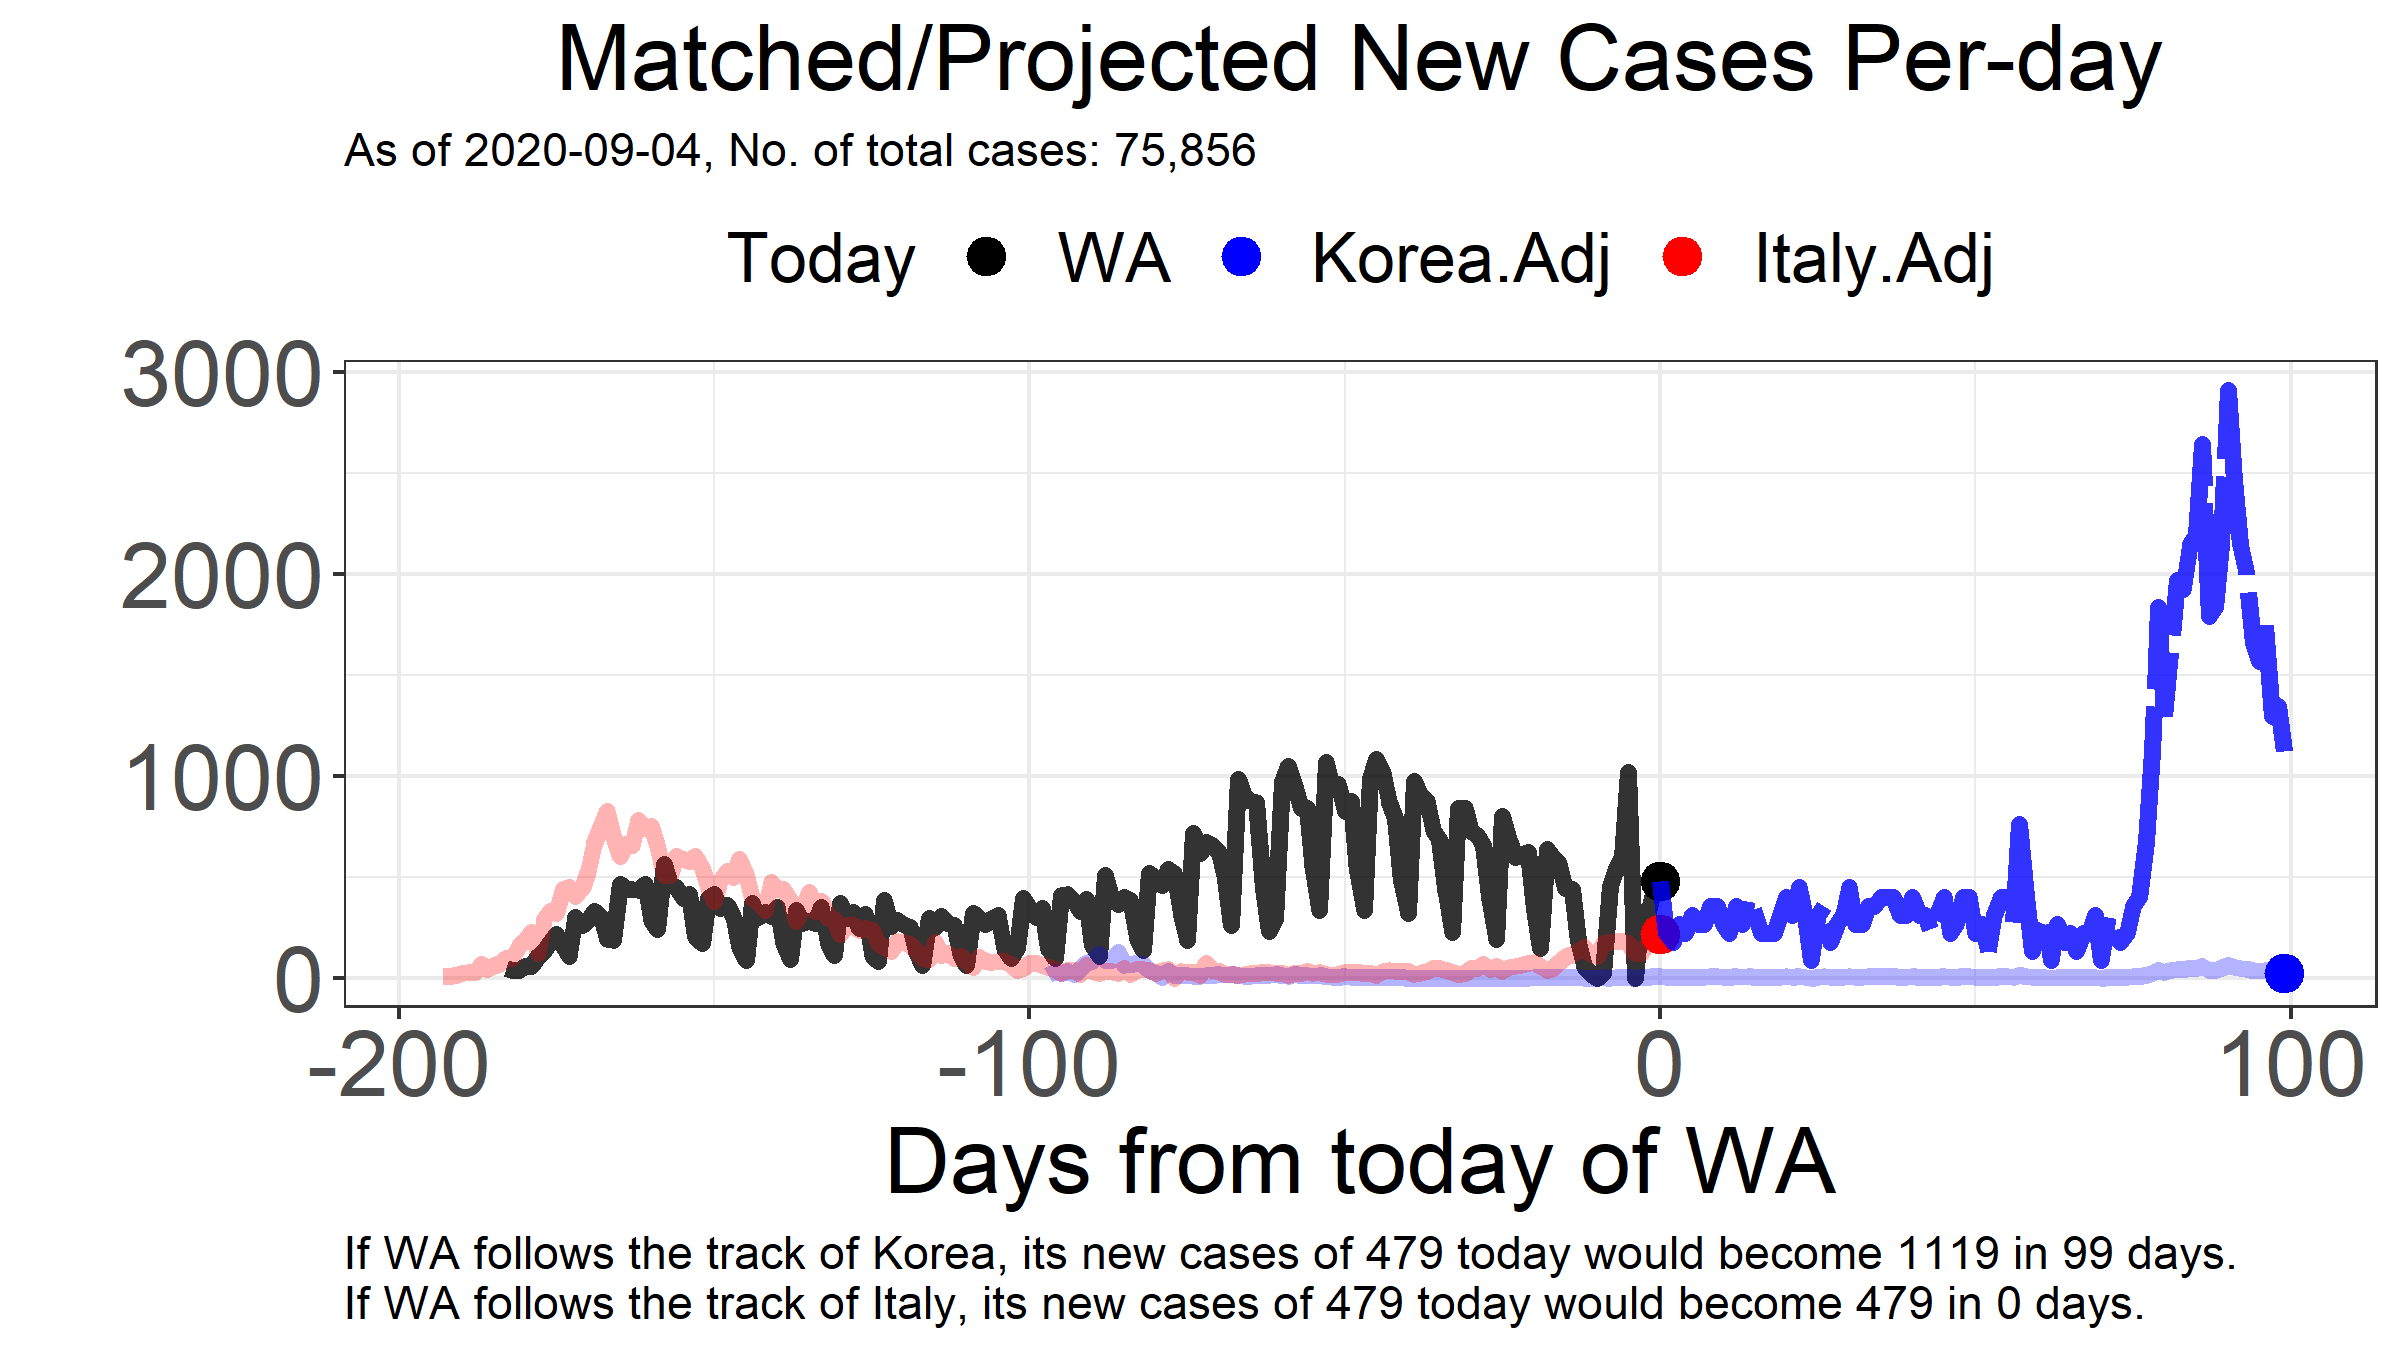 Matched/Projected New Cases Per-day
As of 2020-09-04, No. of total cases: 75,856
Today WA Korea.Adj Italy.Adj
3000
2000
1000
0
-200 -100 0 100
Days from today of WA
If WA follows the track of Korea, its new cases of 479 today would become 1119 in 99 days.
If WA follows the track of Italy, its new cases of 479 today would become 479 in 0 days.